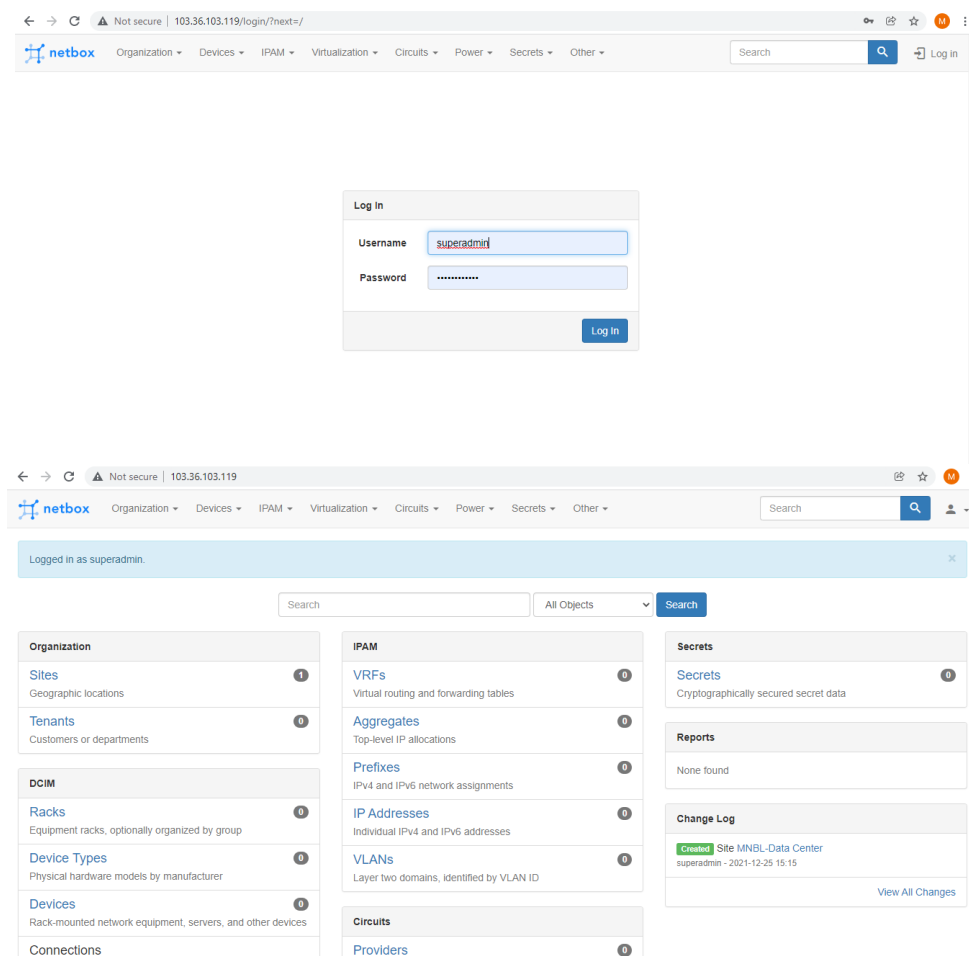 Not secure | 103.36.103.119/login/?next=/
M
netbox Organization Devices IPAM Virtualization Circuits Power Secrets Other Search Log in
Log In
Username superadmin
Password ••••••••••••
Log In
Not secure | 103.36.103.119
M
netbox Organization Devices IPAM Virtualization Circuits Power Secrets Other Search
Logged in as superadmin. ×
Search All Objects Search
Organization
Sites 1
Geographic locations
Tenants 0
Customers or departments
DCIM
Racks 0
Equipment racks, optionally organized by group
Device Types 0
Physical hardware models by manufacturer
Devices 0
Rack-mounted network equipment, servers, and other devices
Connections
IPAM
VRFs 0
Virtual routing and forwarding tables
Aggregates 0
Top-level IP allocations
Prefixes 0
IPv4 and IPv6 network assignments
IP Addresses 0
Individual IPv4 and IPv6 addresses
VLANs 0
Layer two domains, identified by VLAN ID
Circuits
Providers 0
Secrets
Secrets 0
Cryptographically secured secret data
Reports
None found
Change Log
Created Site MNBL-Data Center
superadmin - 2021-12-25 15:15
View All Changes